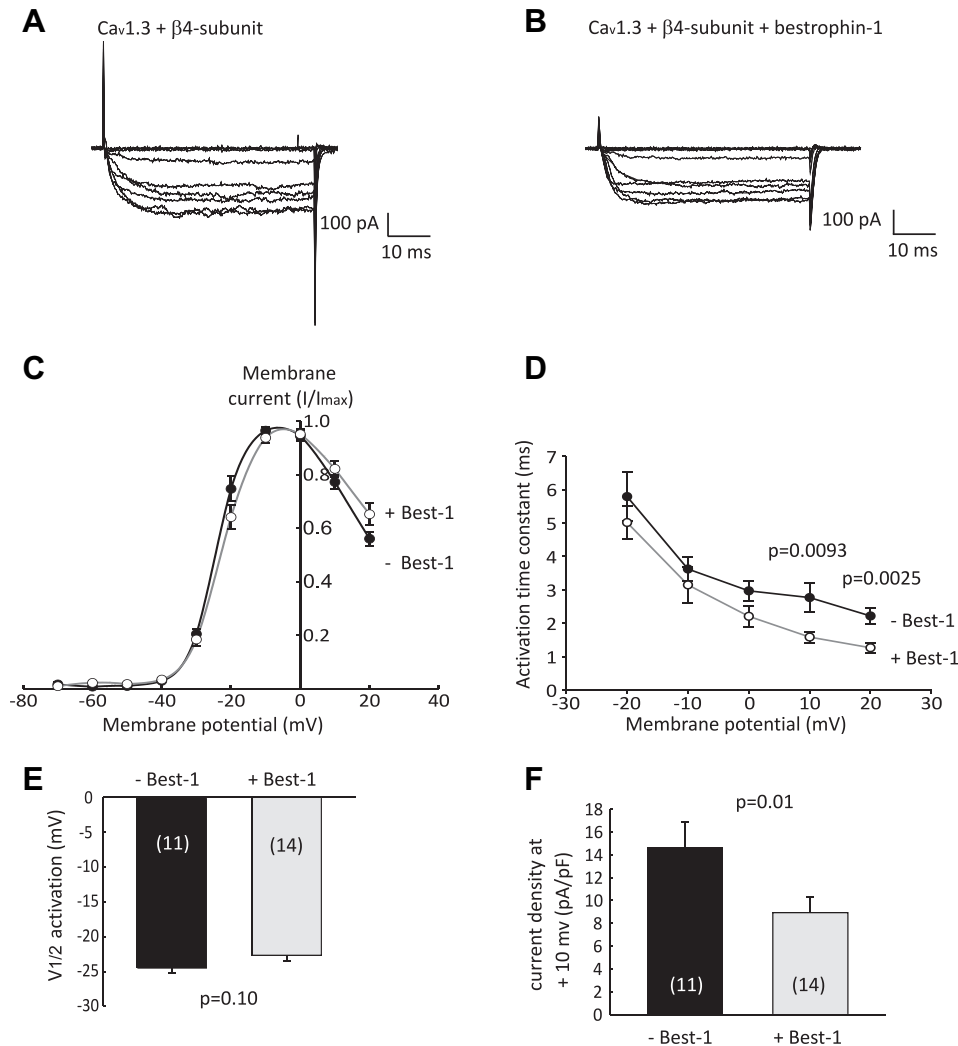 A
Cav1.3 + β4-subunit
100 pA
10 ms
B
Cav1.3 + β4-subunit + bestrophin-1
100 pA
10 ms
C
Membrane
current (I/Imax)
1.0
0.8
0.6
0.4
0.2
+ Best-1
- Best-1
-80 -60 -40 -20 0 20 40
Membrane potential (mV)
D
Activation time constant (ms)
7
6
5
4
3
2
1
0
p=0.0093
p=0.0025
- Best-1
+ Best-1
-30 -20 -10 0 10 20 30
Membrane potential (mV)
E
- Best-1 + Best-1
V1/2 activation (mV)
0
-5
-10
-15
-20
-25
-30
(11) (14)
p=0.10
F
current density at
+ 10 mv (pA/pF)
18
16
14
12
10
8
6
4
2
0
p=0.01
(11) (14)
- Best-1 + Best-1